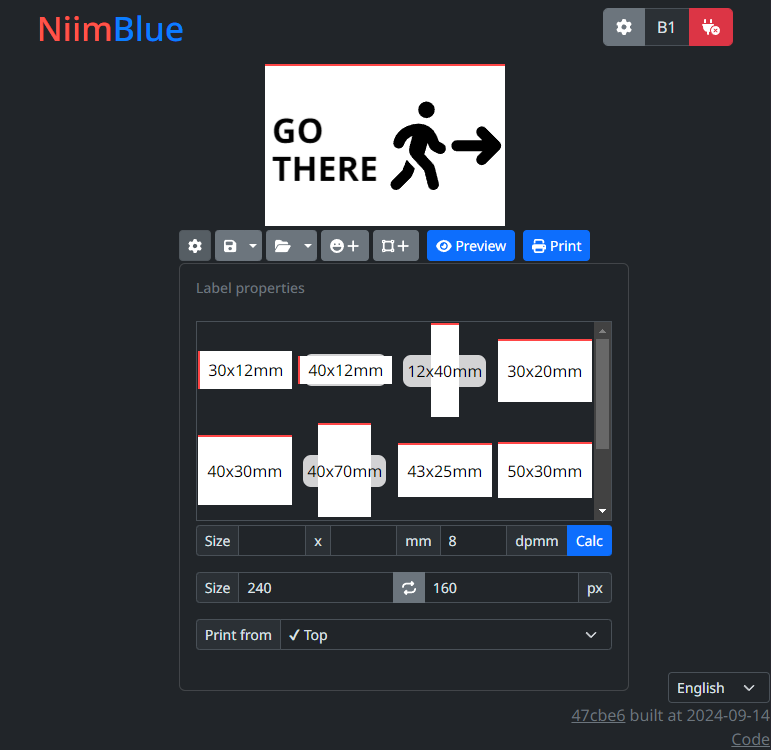 NiimBlue
B1
GO
THERE
Preview
Print
Label properties
30x12mm
40x12mm
12x40mm
30x20mm
40x30mm
40x70mm
43x25mm
50x30mm
Size x mm 8 dpmm Calc
Size 240 160 px
Print from ✓ Top
English
47cbe6 built at 2024-09-14
Code